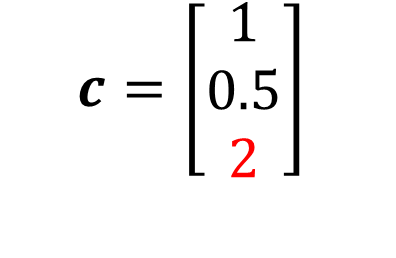 1
c = [0.5]
2